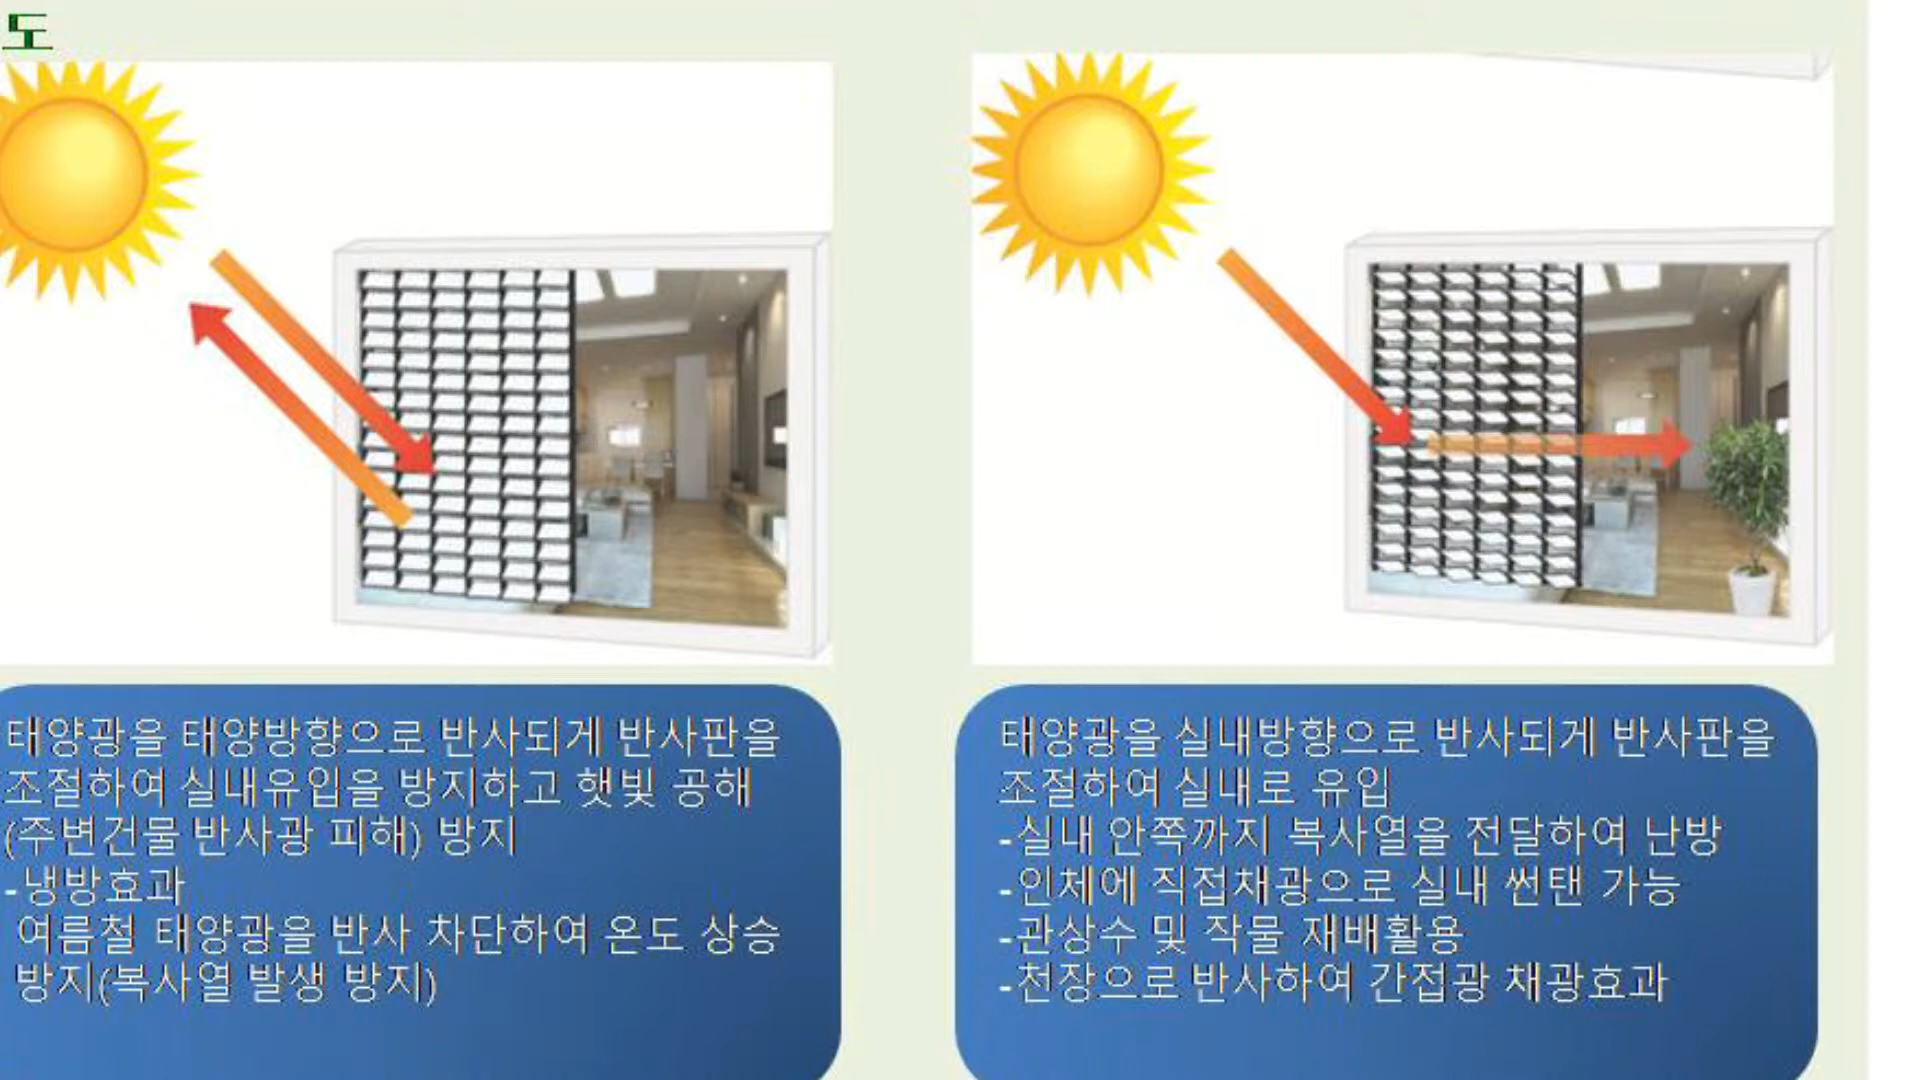 도
태양광을 태양방향으로 반사되게 반사판을
조절하여 실내유입을 방지하고 햇빛 공해
(주변건물 반사광 피해) 방지
-냉방효과
여름철 태양광을 반사 차단하여 온도 상승
방지(복사열 발생 방지)
태양광을 실내방향으로 반사되게 반사판을
조절하여 실내로 유입
-실내 안쪽까지 복사열을 전달하여 난방
-인체에 직접채광으로 실내 썬탠 가능
-관상수 및 작물 재배활용
-천장으로 반사하여 간접광 채광효과